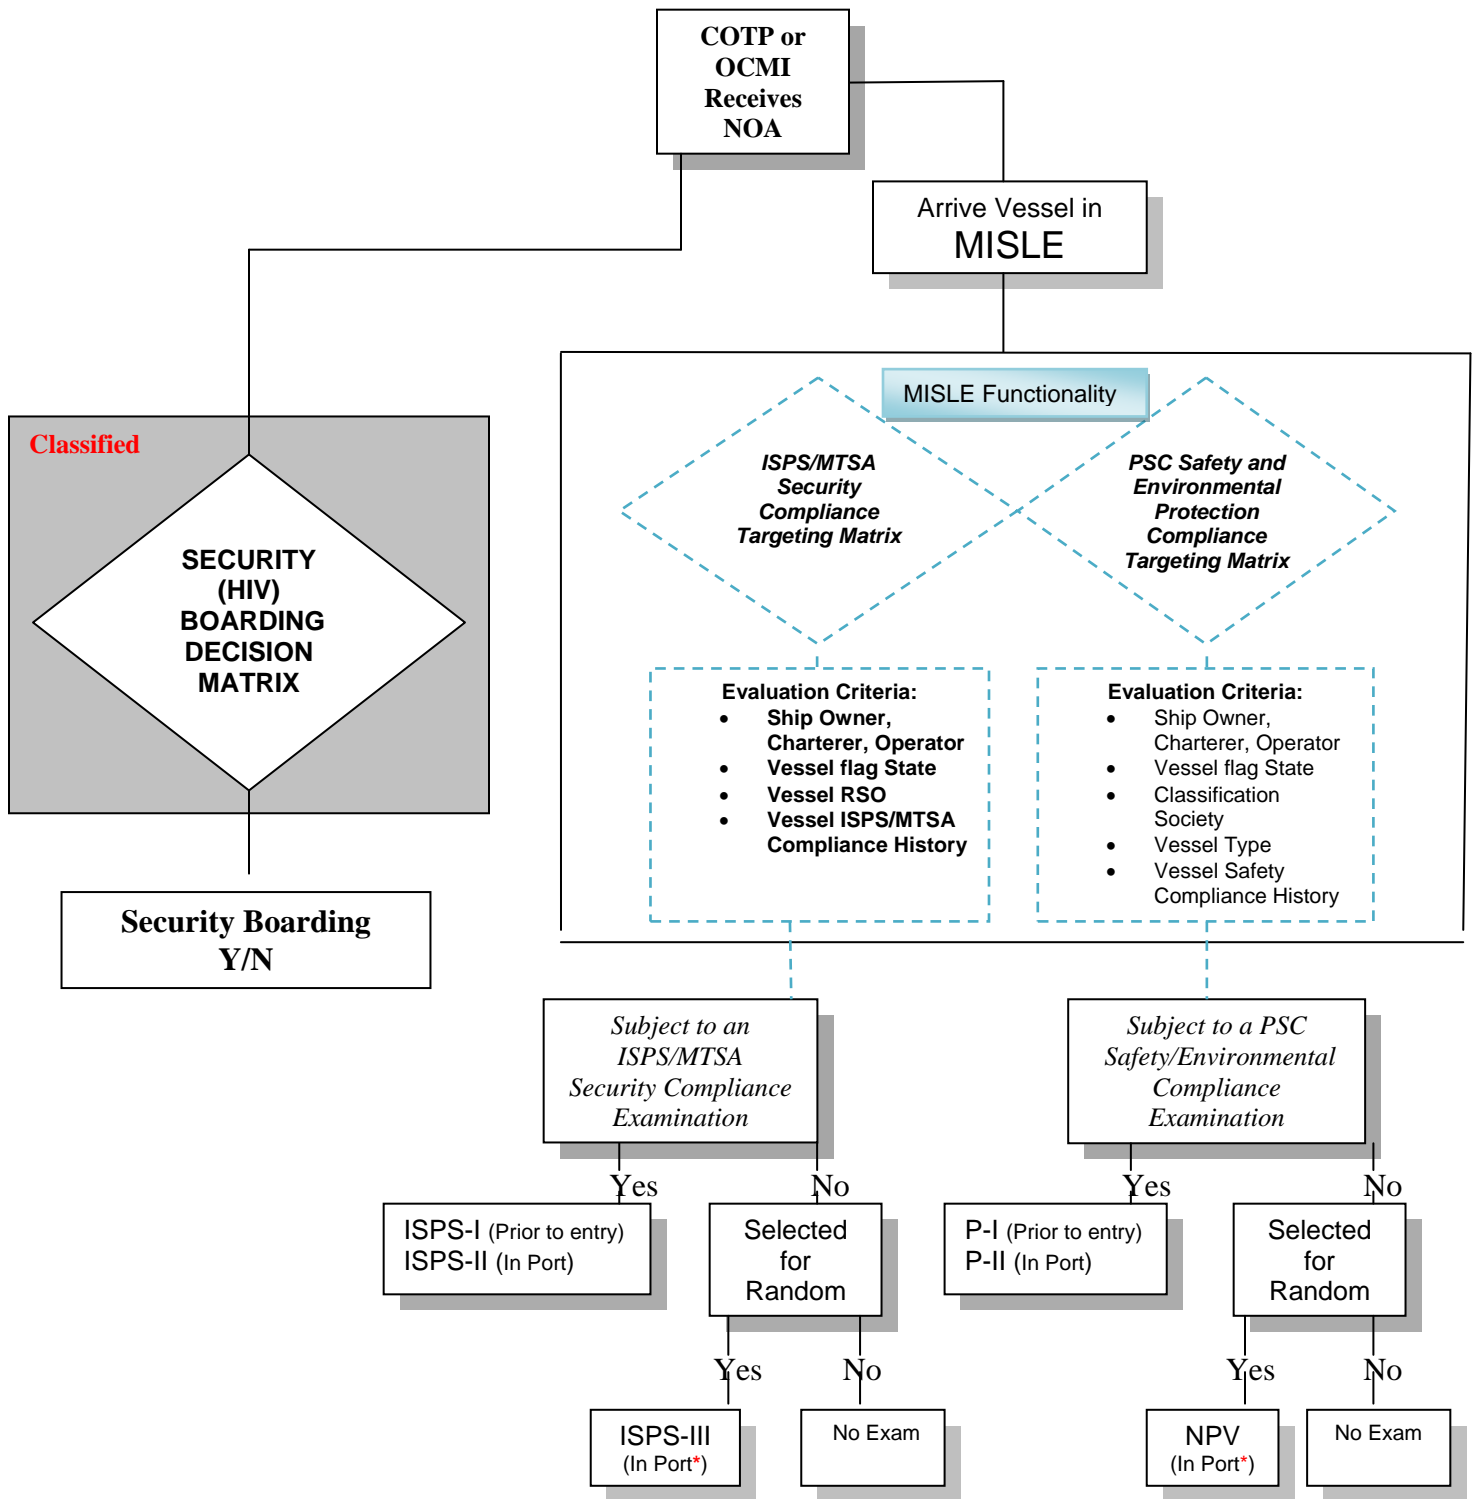 COTP or
OCMI
Receives
NOA
Arrive Vessel in
MISLE
MISLE Functionality
Classified
SECURITY
(HIV)
BOARDING
DECISION
MATRIX
Security Boarding
Y/N
ISPS/MTSA
Security
Compliance
Targeting Matrix
PSC Safety and
Environmental
Protection
Compliance
Targeting Matrix
Evaluation Criteria:
• Ship Owner,
Charterer, Operator
• Vessel flag State
• Vessel RSO
• Vessel ISPS/MTSA
Compliance History
Evaluation Criteria:
• Ship Owner,
Charterer, Operator
• Vessel flag State
• Classification
Society
• Vessel Type
• Vessel Safety
Compliance History
Subject to an
ISPS/MTSA
Security Compliance
Examination
Subject to a PSC
Safety/Environmental
Compliance
Examination
Yes
No
Yes
No
ISPS-I (Prior to entry)
ISPS-II (In Port)
Selected
for
Random
P-I (Prior to entry)
P-II (In Port)
Selected
for
Random
Yes
No
Yes
No
ISPS-III
(In Port*)
No Exam
NPV
(In Port*)
No Exam